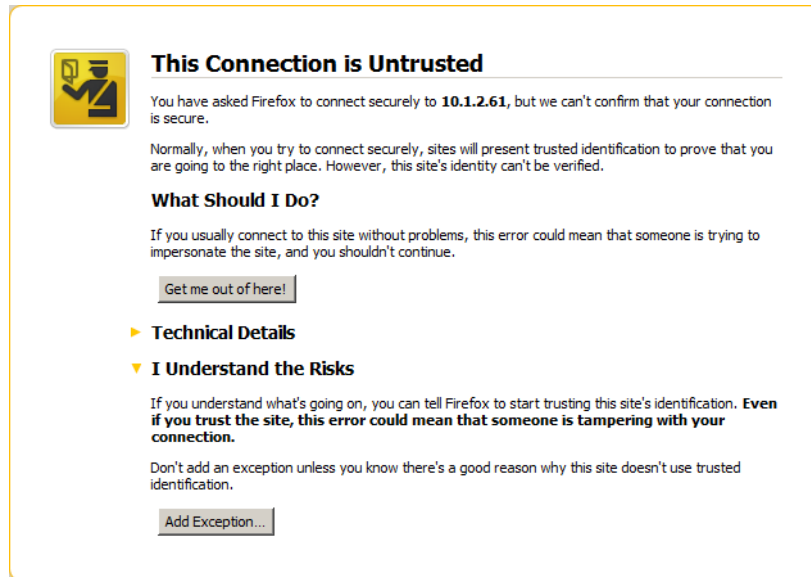 This Connection is Untrusted
You have asked Firefox to connect securely to 10.1.2.61, but we can't confirm that your connection
is secure.
Normally, when you try to connect securely, sites will present trusted identification to prove that you
are going to the right place. However, this site's identity can't be verified.
What Should I Do?
If you usually connect to this site without problems, this error could mean that someone is trying to
impersonate the site, and you shouldn't continue.
Get me out of here!
Technical Details
I Understand the Risks
If you understand what's going on, you can tell Firefox to start trusting this site's identification. Even
if you trust the site, this error could mean that someone is tampering with your
connection.
Don't add an exception unless you know there's a good reason why this site doesn't use trusted
identification.
Add Exception...